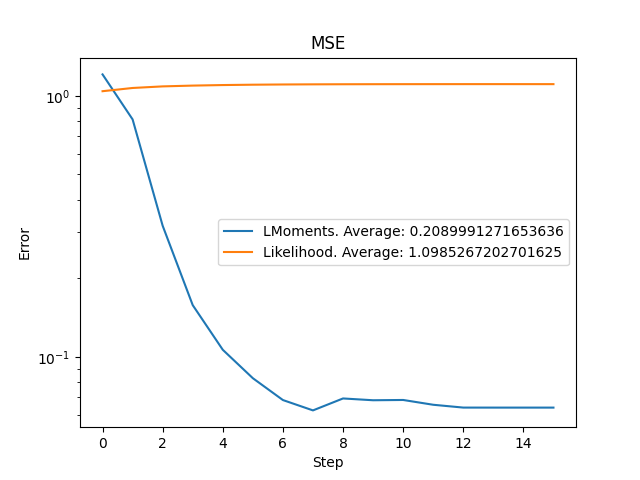 MSE
10⁰
10⁻¹
Error
LMoments. Average: 0.2089991271653636
Likelihood. Average: 1.0985267202701625
0 2 4 6 8 10 12 14
Step